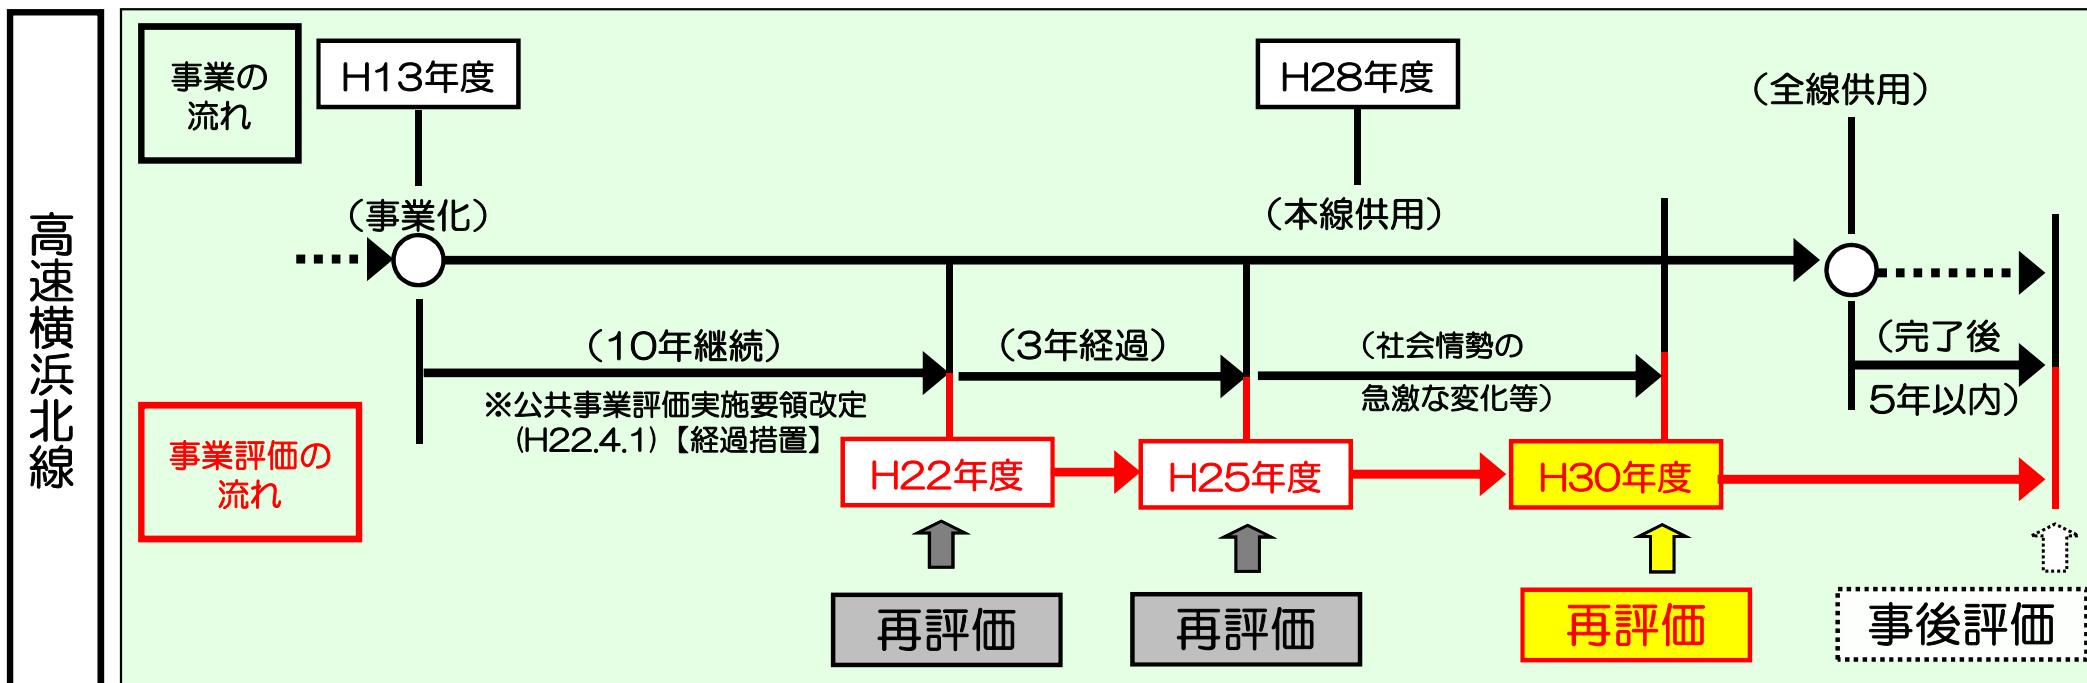 高速横浜北線
事業の
流れ
H13年度
H28年度
(全線供用)
(事業化)
(本線供用)
(10年継続)
(3年経過)
(社会情勢の
急激な変化等)
(完了後
5年以内)
※公共事業評価実施要領改定
(H22.4.1)【経過措置】
事業評価の
流れ
H22年度
H25年度
H30年度
再評価
再評価
再評価
事後評価